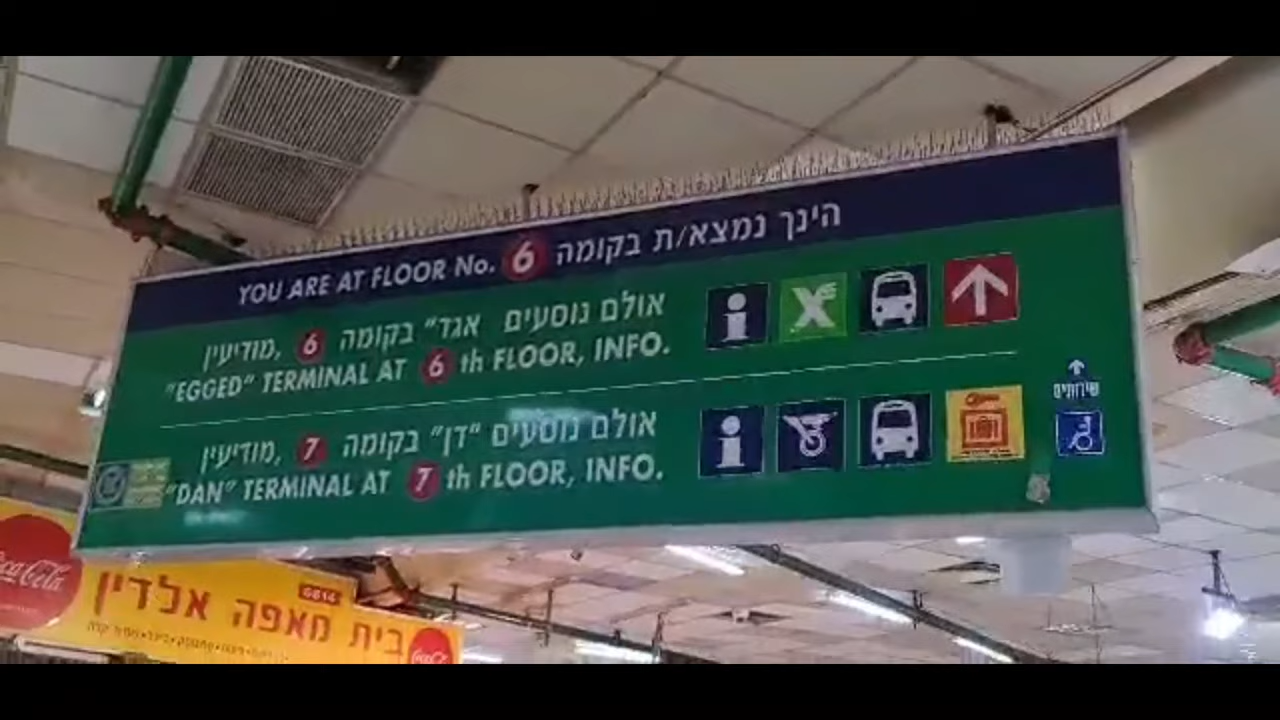 YOU ARE AT FLOOR No. 6 הינך נמצא/ת בקומה
אולם נוסעים אגד" בקומה 6 ,מודיעין
"EGGED" TERMINAL AT 6 th FLOOR, INFO.
אולם נוסעים "דן" בקומה 7 ,מודיעין
"DAN" TERMINAL AT 7 th FLOOR, INFO.
שירותים
Coca-Cola
6614
בית מאפה אלדין